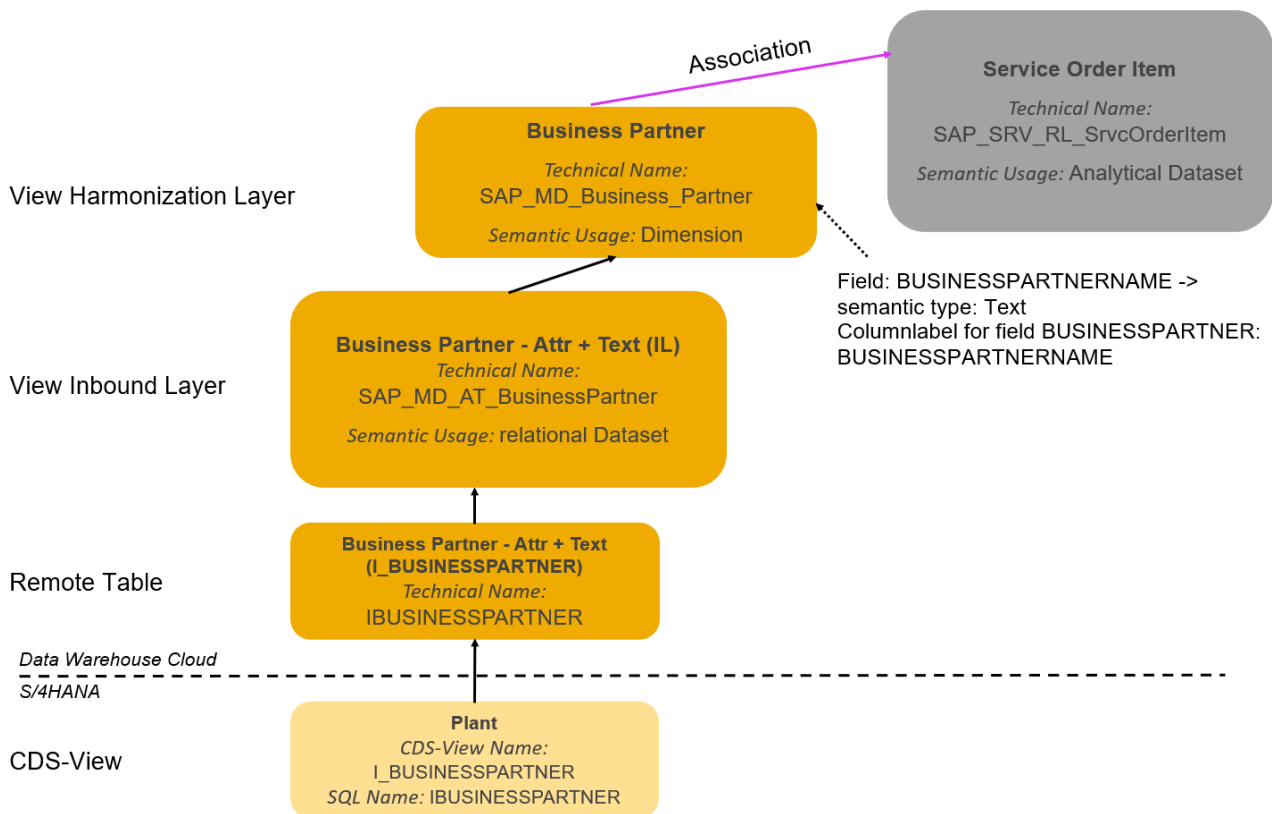 Association
Service Order Item
Technical Name:
SAP_SRV_RL_SrvcOrderItem
Semantic Usage: Analytical Dataset
View Harmonization Layer
Business Partner
Technical Name:
SAP_MD_Business_Partner
Semantic Usage: Dimension
Field: BUSINESSPARTNERNAME ->
semantic type: Text
Columnlabel for field BUSINESSPARTNER:
BUSINESSPARTNERNAME
View Inbound Layer
Business Partner - Attr + Text (IL)
Technical Name:
SAP_MD_AT_BusinessPartner
Semantic Usage: relational Dataset
Remote Table
Business Partner - Attr + Text
(I_BUSINESSPARTNER)
Technical Name:
IBUSINESSPARTNER
Data Warehouse Cloud
S/4HANA
CDS-View
Plant
CDS-View Name:
I_BUSINESSPARTNER
SQL Name: IBUSINESSPARTNER